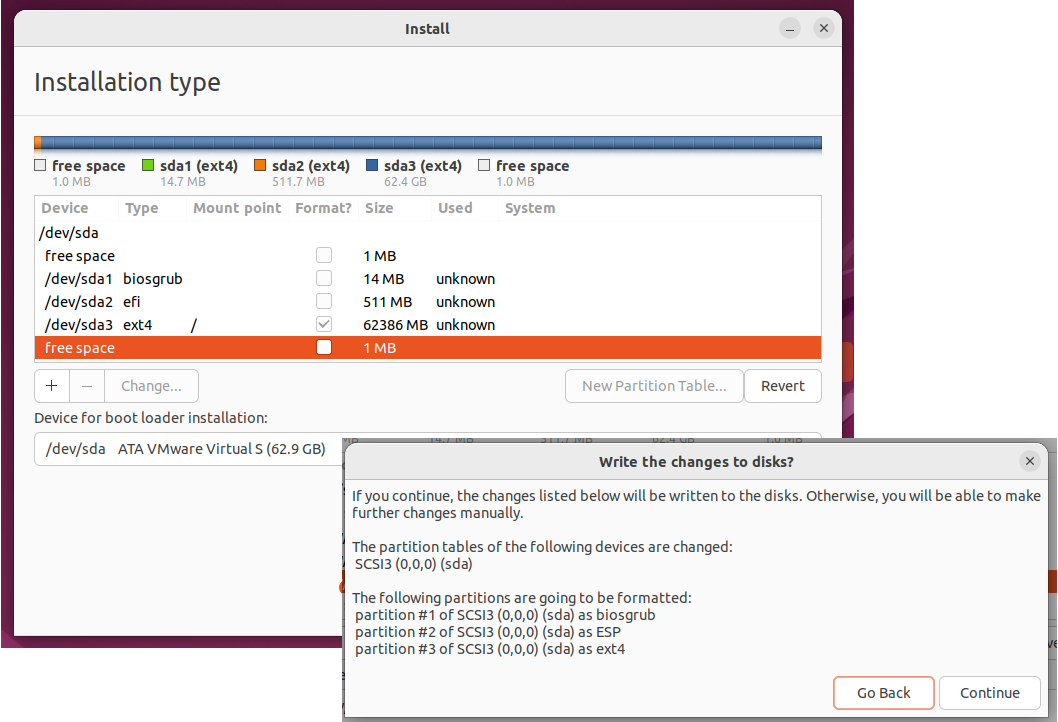 Install
Installation type
free space sda1 (ext4) sda2 (ext4) sda3 (ext4) free space
1.0 MB 14.7 MB 511.7 MB 62.4 GB 1.0 MB
Device Type Mount point Format? Size Used System
/dev/sda
free space 1 MB
/dev/sda1 biosgrub 14 MB unknown
/dev/sda2 efi 511 MB unknown
/dev/sda3 ext4 / 62386 MB unknown
free space 1 MB
+ − Change... New Partition Table... Revert
Device for boot loader installation:
/dev/sda ATA VMware Virtual S (62.9 GB)
Write the changes to disks?
If you continue, the changes listed below will be written to the disks. Otherwise, you will be able to make
further changes manually.
The partition tables of the following devices are changed:
SCSI3 (0,0,0) (sda)
The following partitions are going to be formatted:
partition #1 of SCSI3 (0,0,0) (sda) as biosgrub
partition #2 of SCSI3 (0,0,0) (sda) as ESP
partition #3 of SCSI3 (0,0,0) (sda) as ext4
Go Back Continue